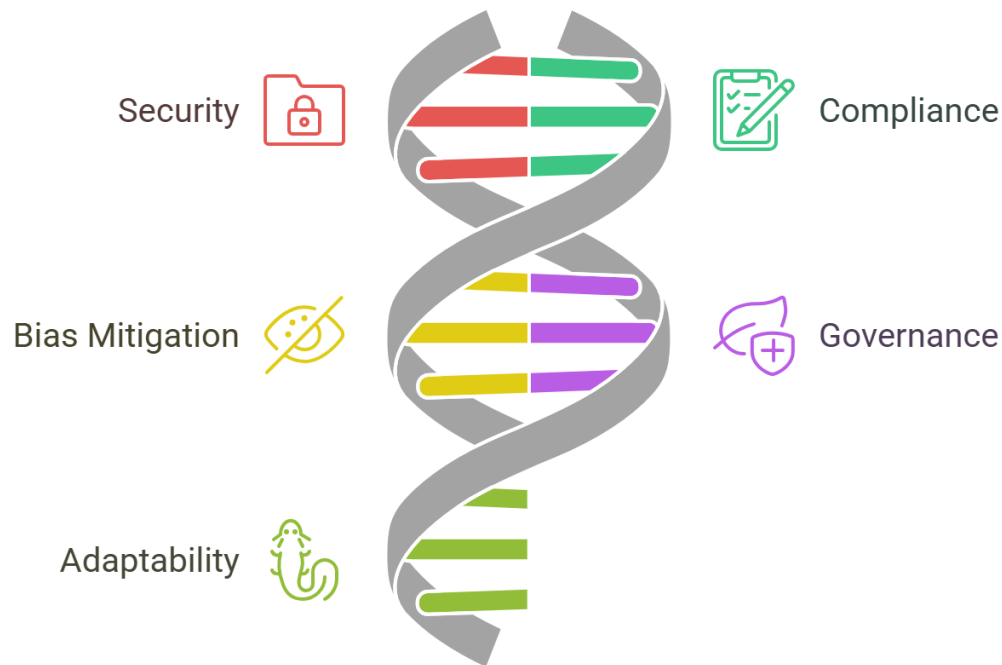 Security
Compliance
Bias Mitigation
Governance
Adaptability